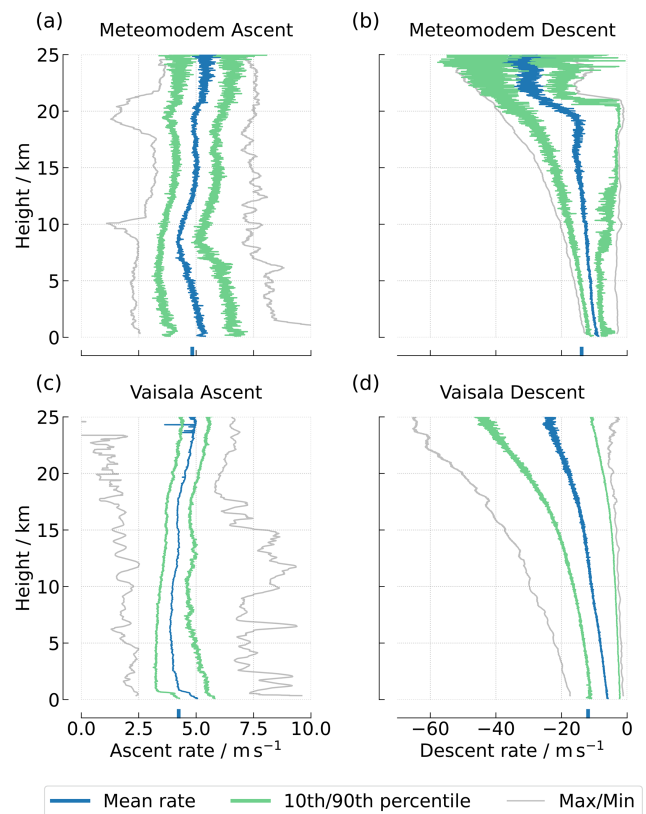 (a) Meteomodem Ascent
(b) Meteomodem Descent
25
20
15
10
5
0
Height / km
(c) Vaisala Ascent
(d) Vaisala Descent
25
20
15
10
5
0
Height / km
0.0 2.5 5.0 7.5 10.0
−60 −40 −20 0
Ascent rate / m s⁻¹
Descent rate / m s⁻¹
Mean rate 10th/90th percentile Max/Min